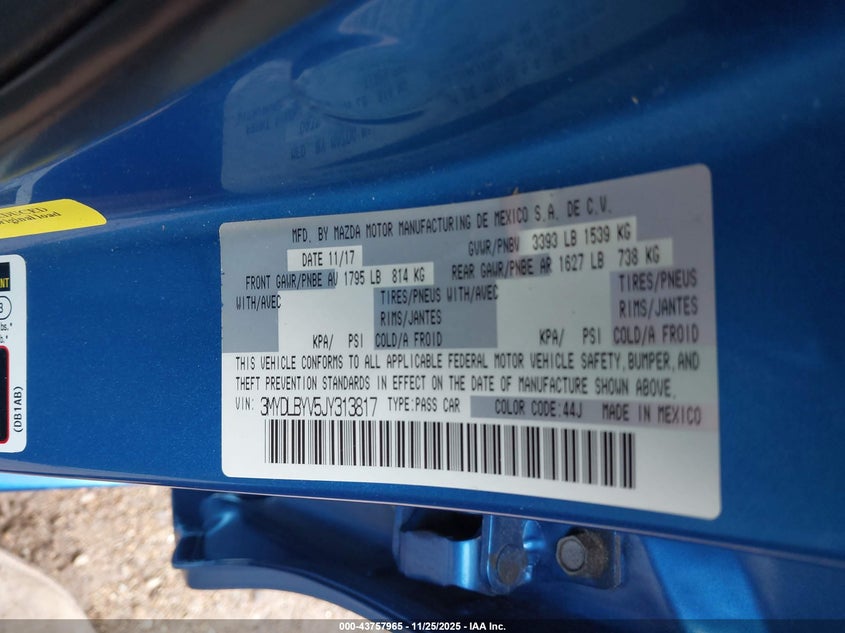 MFD. BY MAZDA MOTOR MANUFACTURING DE MEXICO S.A. DE C.V.
DATE 11/17 GVWR/PNBV 3393 LB 1539 KG
FRONT GAWR/PNBE AV 1795 LB 814 KG REAR GAWR/PNBE AR 1627 LB 738 KG
WITH/AVEC TIRES/PNEUS WITH/AVEC TIRES/PNEUS
RIMS/JANTES RIMS/JANTES
KPA/ PSI COLD/A FROID KPA/ PSI COLD/A FROID
THIS VEHICLE CONFORMS TO ALL APPLICABLE FEDERAL MOTOR VEHICLE SAFETY, BUMPER, AND
THEFT PREVENTION STANDARDS IN EFFECT ON THE DATE OF MANUFACTURE SHOWN ABOVE.
VIN: 3MYDLBYV5JY313817 TYPE:PASS CAR COLOR CODE:44J MADE IN MEXICO
(DB1AB)
000-43757965 - 11/25/2025 - IAA Inc.